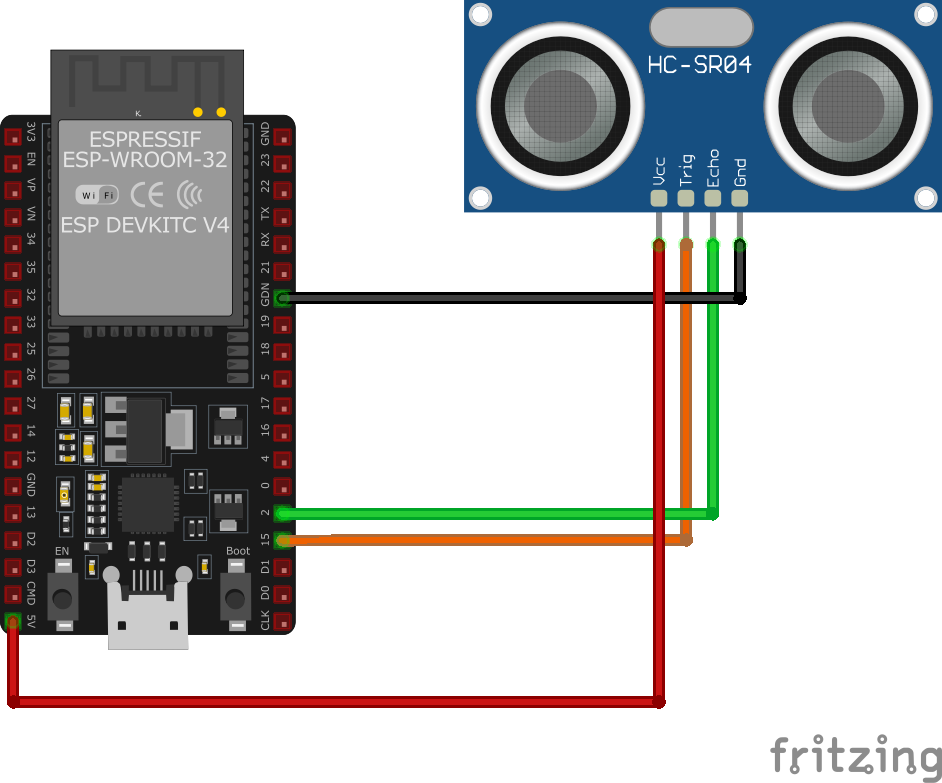 HC-SR04
Vcc
Trig
Echo
Gnd
K
ESPRESSIF
ESP-WROOM-32
Wi Fi
CE
ESP DEVKITC V4
3V3
EN
VP
VN
34
35
32
33
25
26
27
14
12
GND
13
D2
D3
CMD
5V
GND
23
22
TX
RX
21
GDN
19
18
5
17
16
4
0
2
15
D1
D0
CLK
EN
Boot
fritzing